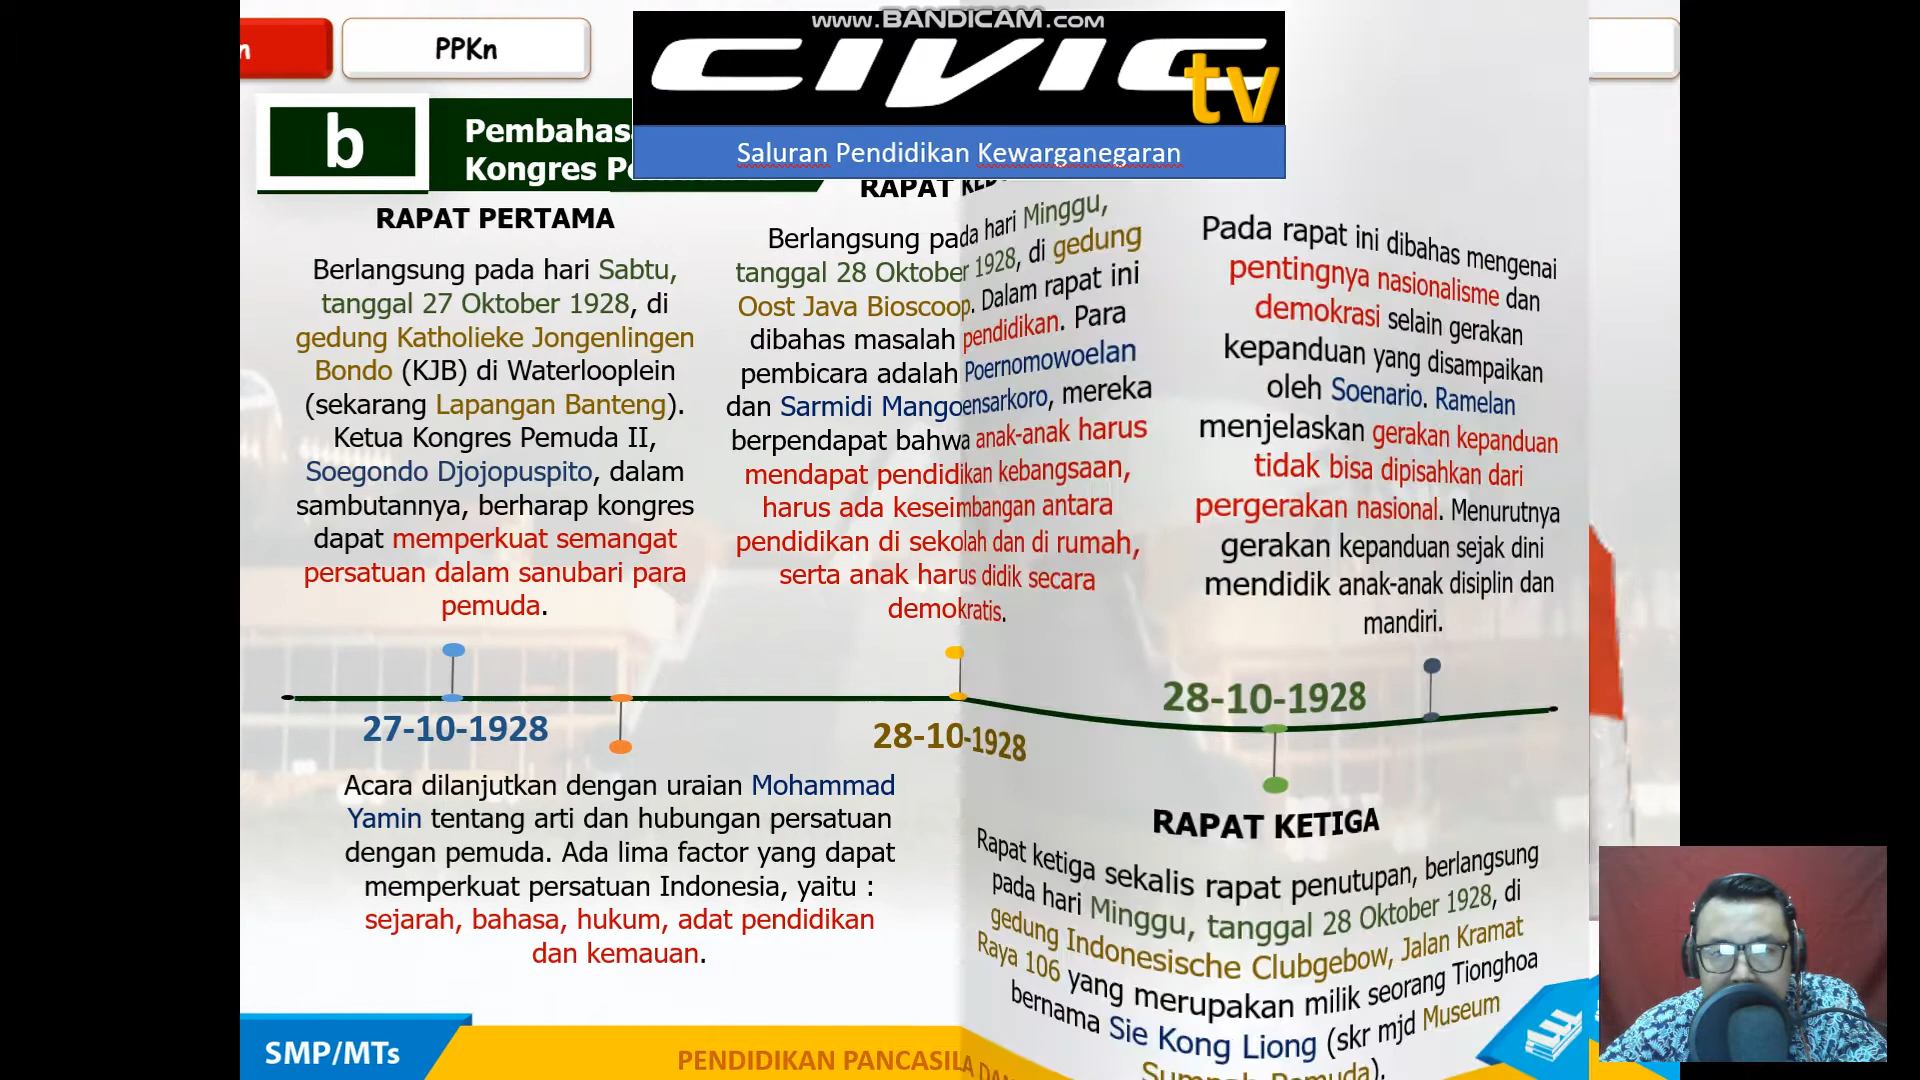 www.BANDICAM.com
n
PPKn
CIVIC
tv
Saluran Pendidikan Kewarganegaran
b
Pembahas
Kongres
RAPAT PERTAMA
Berlangsung pada hari Sabtu,
tanggal 27 Oktober 1928, di
gedung Katholieke Jongenlingen
Bondo (KJB) di Waterlooplein
(sekarang Lapangan Banteng).
Ketua Kongres Pemuda II,
Soegondo Djojopuspito, dalam
sambutannya, berharap kongres
dapat memperkuat semangat
persatuan dalam sanubari para
pemuda.
RAPAT
Berlangsung pada hari Minggu,
tanggal 28 Oktober 1928, di gedung
Oost Java Bioscoop. Dalam rapat ini
dibahas masalah pendidikan. Para
pembicara adalah Poernomowoelan
dan Sarmidi Mangoensarkoro, mereka
berpendapat bahwa anak-anak harus
mendapat pendidikan kebangsaan,
harus ada keseimbangan antara
pendidikan di sekolah dan di rumah,
serta anak harus didik secara
demokratis.
Pada rapat ini dibahas mengenai
pentingnya nasionalisme dan
demokrasi selain gerakan
kepanduan yang disampaikan
oleh Soenario. Ramelan
menjelaskan gerakan kepanduan
tidak bisa dipisahkan dari
pergerakan nasional. Menurutnya
gerakan kepanduan sejak dini
mendidik anak-anak disiplin dan
mandiri.
27-10-1928
28-10-1928
28-10-1928
Acara dilanjutkan dengan uraian Mohammad
Yamin tentang arti dan hubungan persatuan
dengan pemuda. Ada lima factor yang dapat
memperkuat persatuan Indonesia, yaitu :
sejarah, bahasa, hukum, adat pendidikan
dan kemauan.
RAPAT KETIGA
Rapat ketiga sekalis rapat penutupan, berlangsung
pada hari Minggu, tanggal 28 Oktober 1928, di
gedung Indonesische Clubgebow, Jalan Kramat
Raya 106 yang merupakan milik seorang Tionghoa
bernama Sie Kong Liong (skr mjd Museum
Sumpah Pemuda).
SMP/MTs
PENDIDIKAN PANCASILA DAN